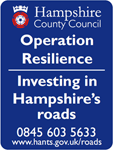 Hampshire
County Council
Operation
Resilience
Investing in
Hampshire's
roads
0845 603 5633
www.hants.gov.uk/roads